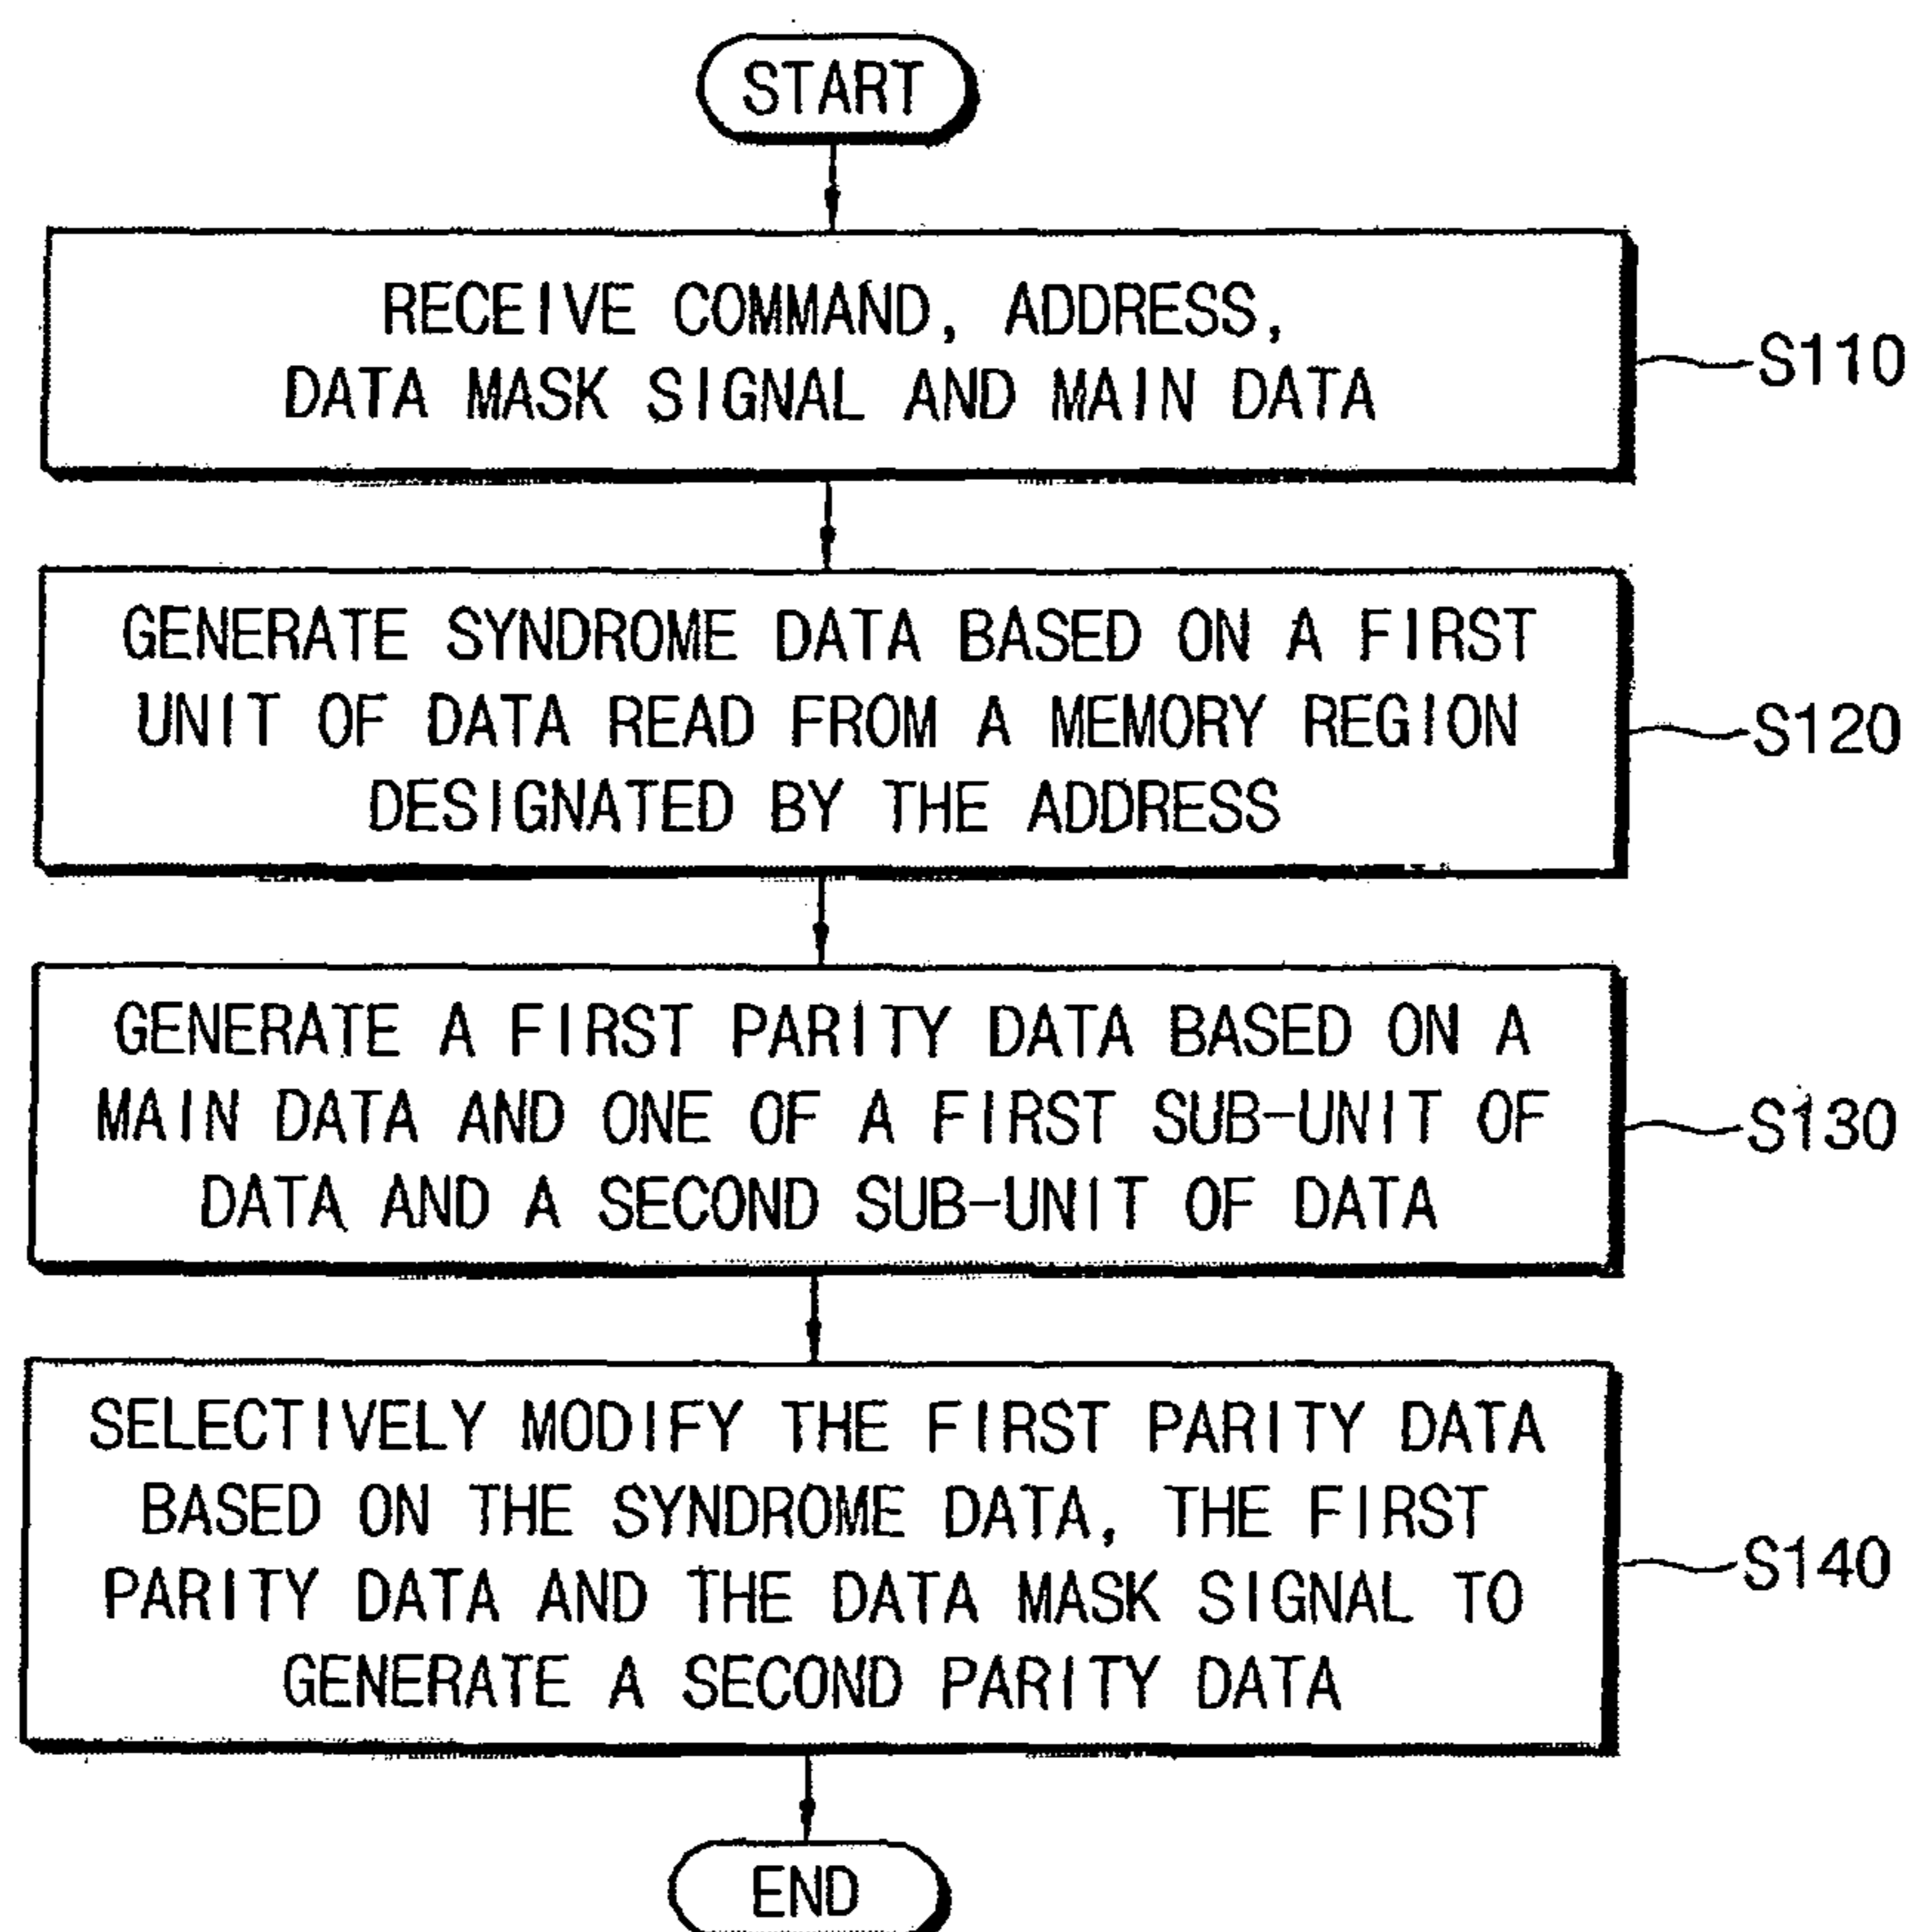 START
RECEIVE COMMAND, ADDRESS,
DATA MASK SIGNAL AND MAIN DATA
S110
GENERATE SYNDROME DATA BASED ON A FIRST
UNIT OF DATA READ FROM A MEMORY REGION
DESIGNATED BY THE ADDRESS
S120
GENERATE A FIRST PARITY DATA BASED ON A
MAIN DATA AND ONE OF A FIRST SUB-UNIT OF
DATA AND A SECOND SUB-UNIT OF DATA
S130
SELECTIVELY MODIFY THE FIRST PARITY DATA
BASED ON THE SYNDROME DATA, THE FIRST
PARITY DATA AND THE DATA MASK SIGNAL TO
GENERATE A SECOND PARITY DATA
S140
END